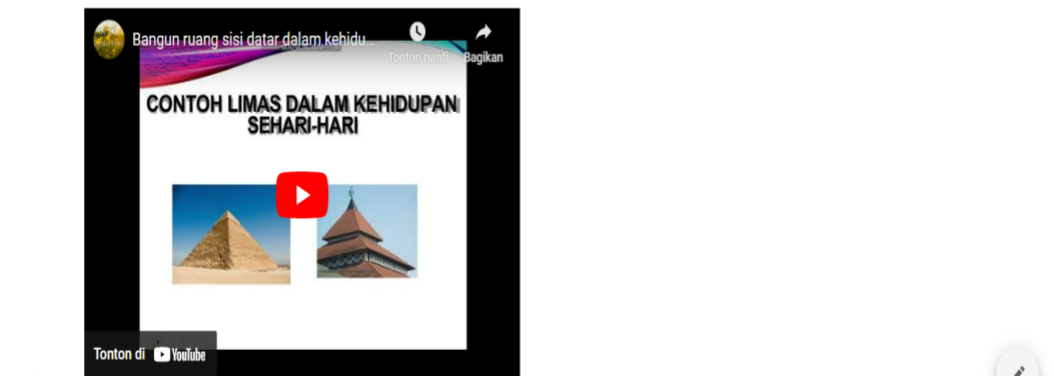 Bangun ruang sisi datar dalam kehidu...
Tonton nanti
Bagikan
CONTOH LIMAS DALAM KEHIDUPAN
SEHARI-HARI
Tonton di YouTube